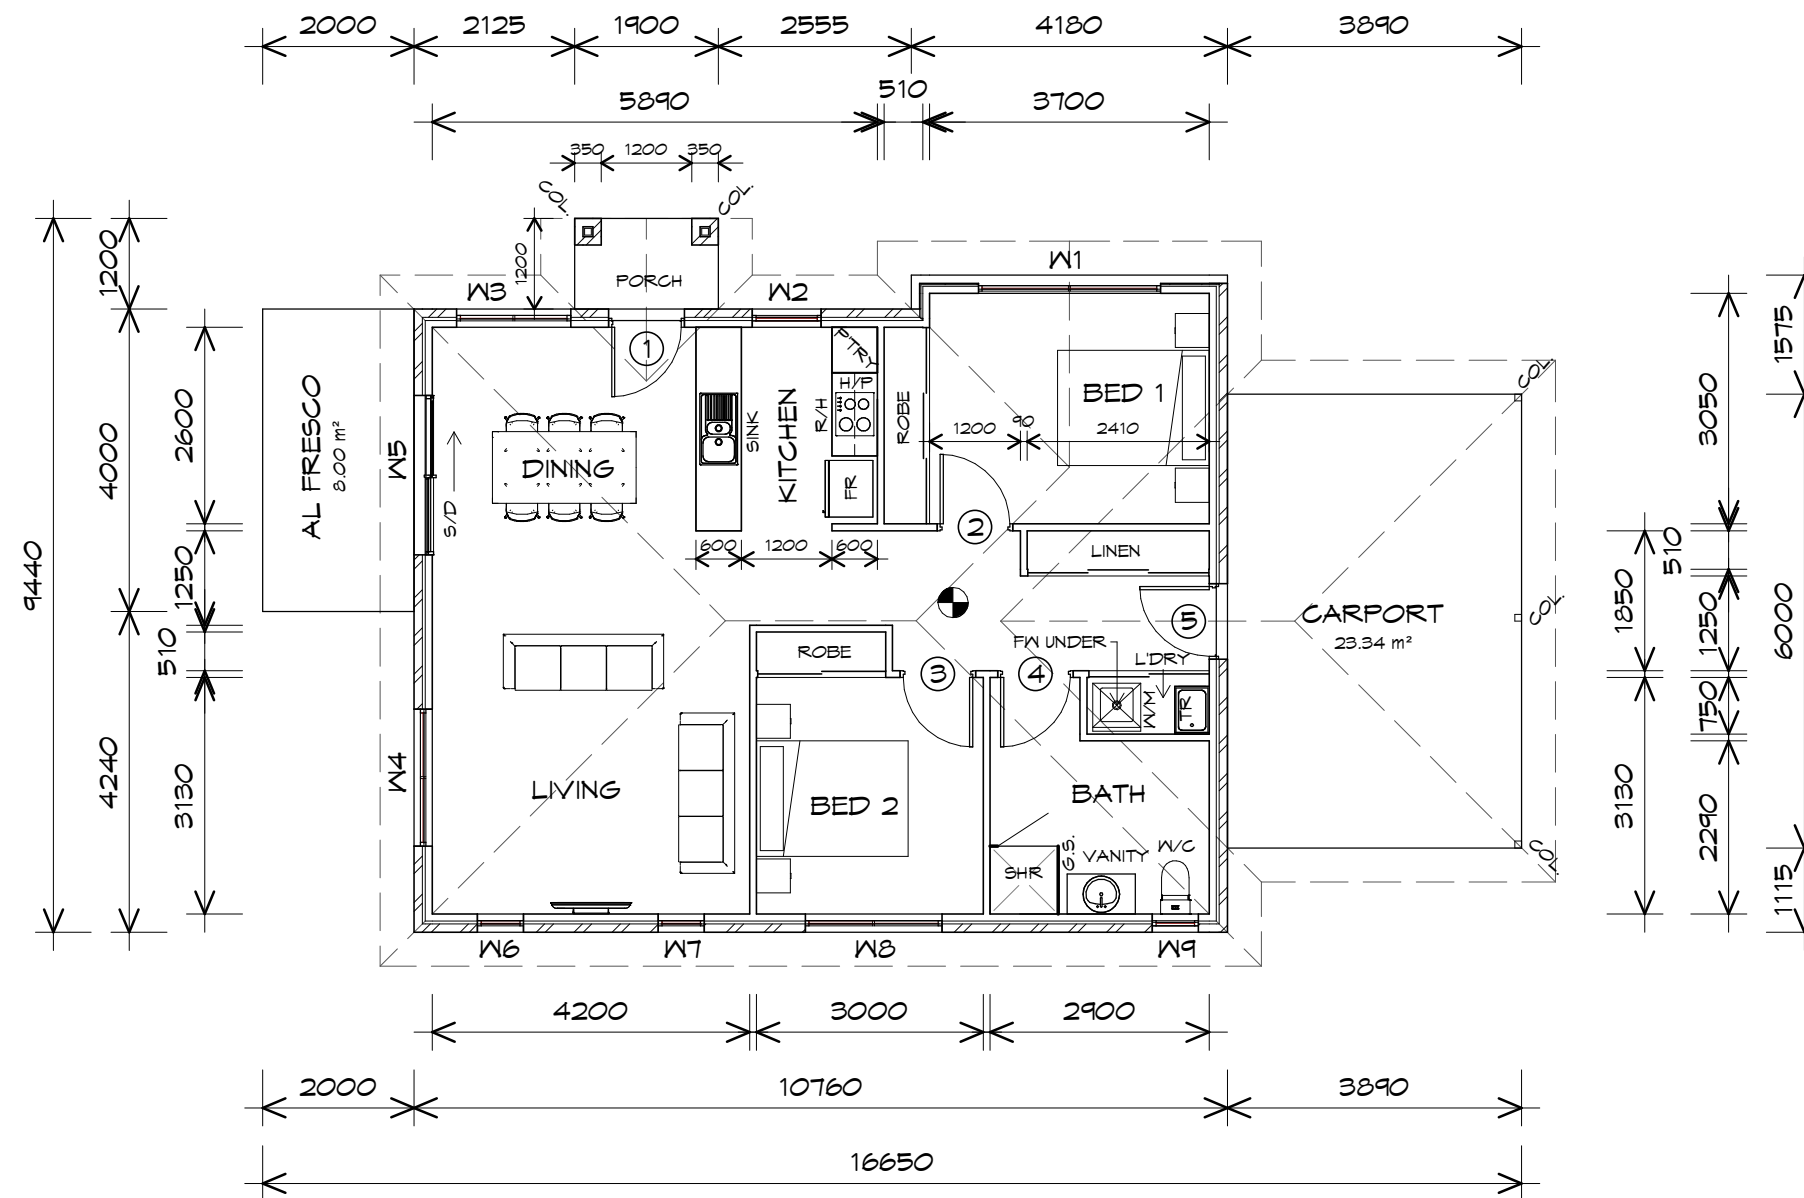 2000 2125 1900 2555 4180 3890
5890 510 3700
350 1200 350
COL. COL.
1200
PORCH
W3 W2 W1
1
P'TRY
H/P
R/H
FR
SINK
KITCHEN
ROBE
BED 1
1200 90 2410
AL FRESCO
8.00 m²
W5
S/D
DINING
600 1200 600
2
LINEN
5
CARPORT
23.34 m²
COL.
COL.
COL.
FW UNDER
L'DRY
W/M
TR
ROBE
3
4
W4
LIVING
BED 2
BATH
SHR
G.S.
VANITY
W/C
W6 W7 W8 W9
9440
1200
4000
4240
2600
1250
510
3130
1850
3130
3050
510
1250
750
2290
1575
6000
1115
4200 3000 2900
2000 10760 3890
16650